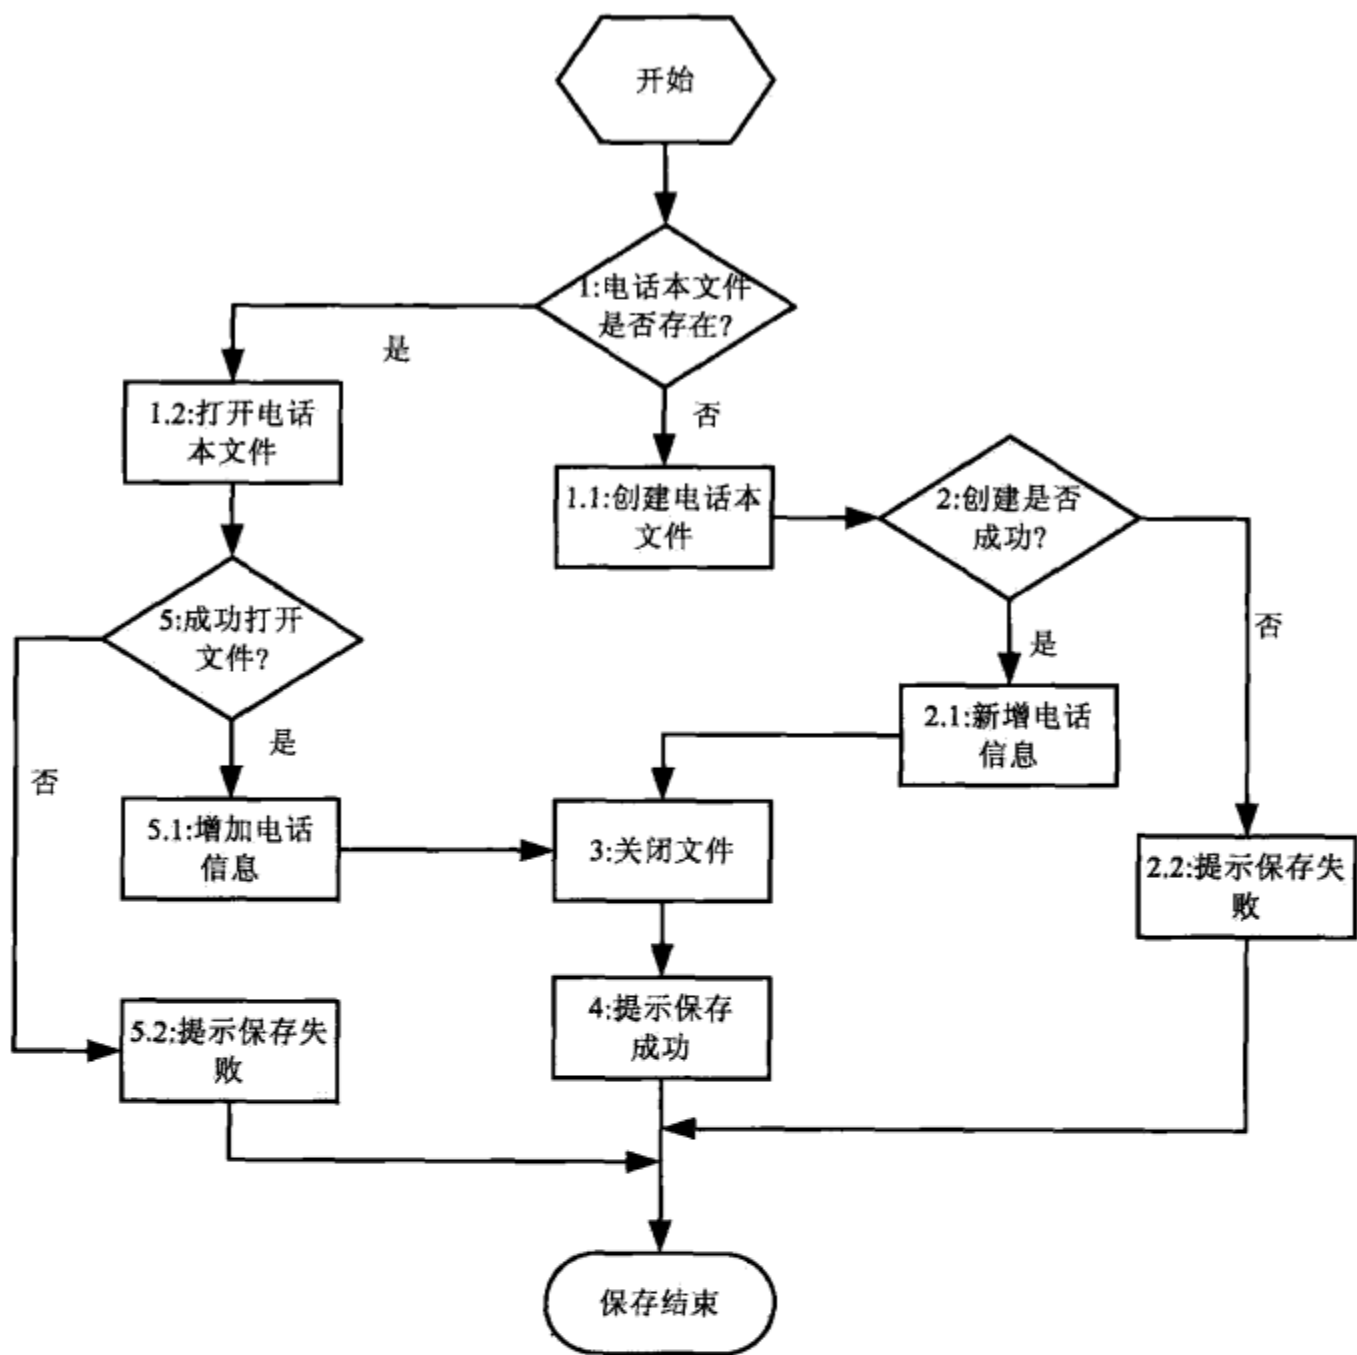 开始
1:电话本文件
是否存在?
是
否
1.2:打开电话
本文件
1.1:创建电话本
文件
2:创建是否
成功?
5:成功打开
文件?
是
否
2.1:新增电话
信息
是
否
5.1:增加电话
信息
3:关闭文件
2.2:提示保存失
败
5.2:提示保存失
败
4:提示保存
成功
保存结束